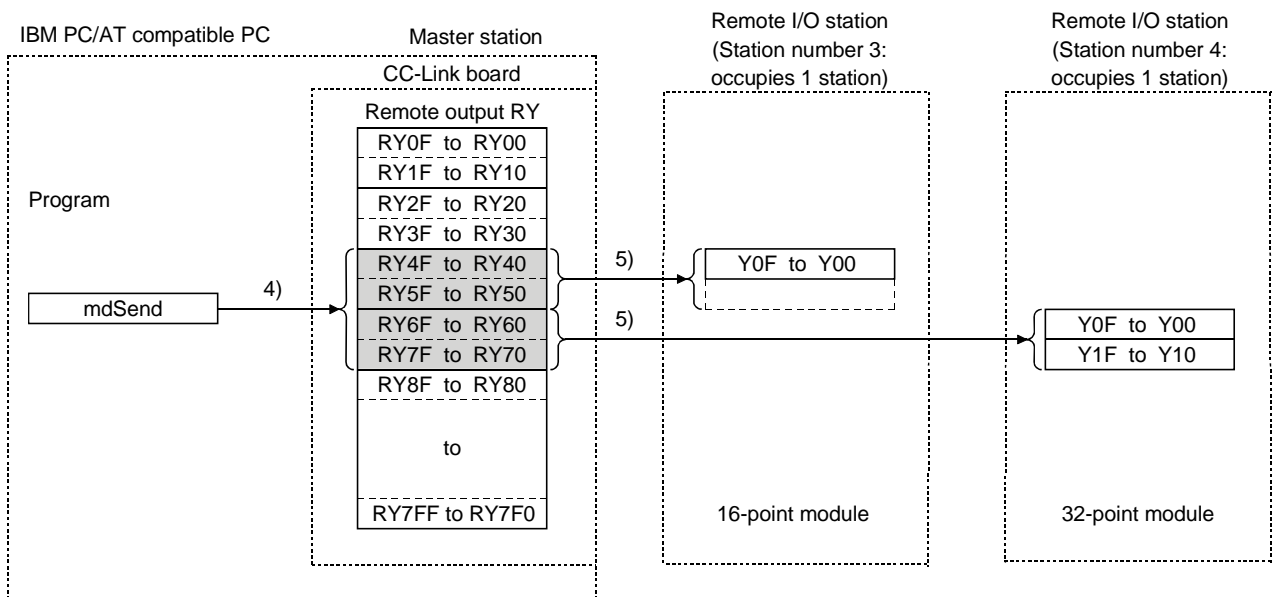 IBM PC/AT compatible PC
Master station
CC-Link board
Remote output RY
RY0F to RY00
RY1F to RY10
RY2F to RY20
RY3F to RY30
RY4F to RY40
RY5F to RY50
RY6F to RY60
RY7F to RY70
RY8F to RY80
to
RY7FF to RY7F0
Program
mdSend
4)
5)
5)
Remote I/O station
(Station number 3:
occupies 1 station)
Y0F to Y00
16-point module
Remote I/O station
(Station number 4:
occupies 1 station)
Y0F to Y00
Y1F to Y10
32-point module